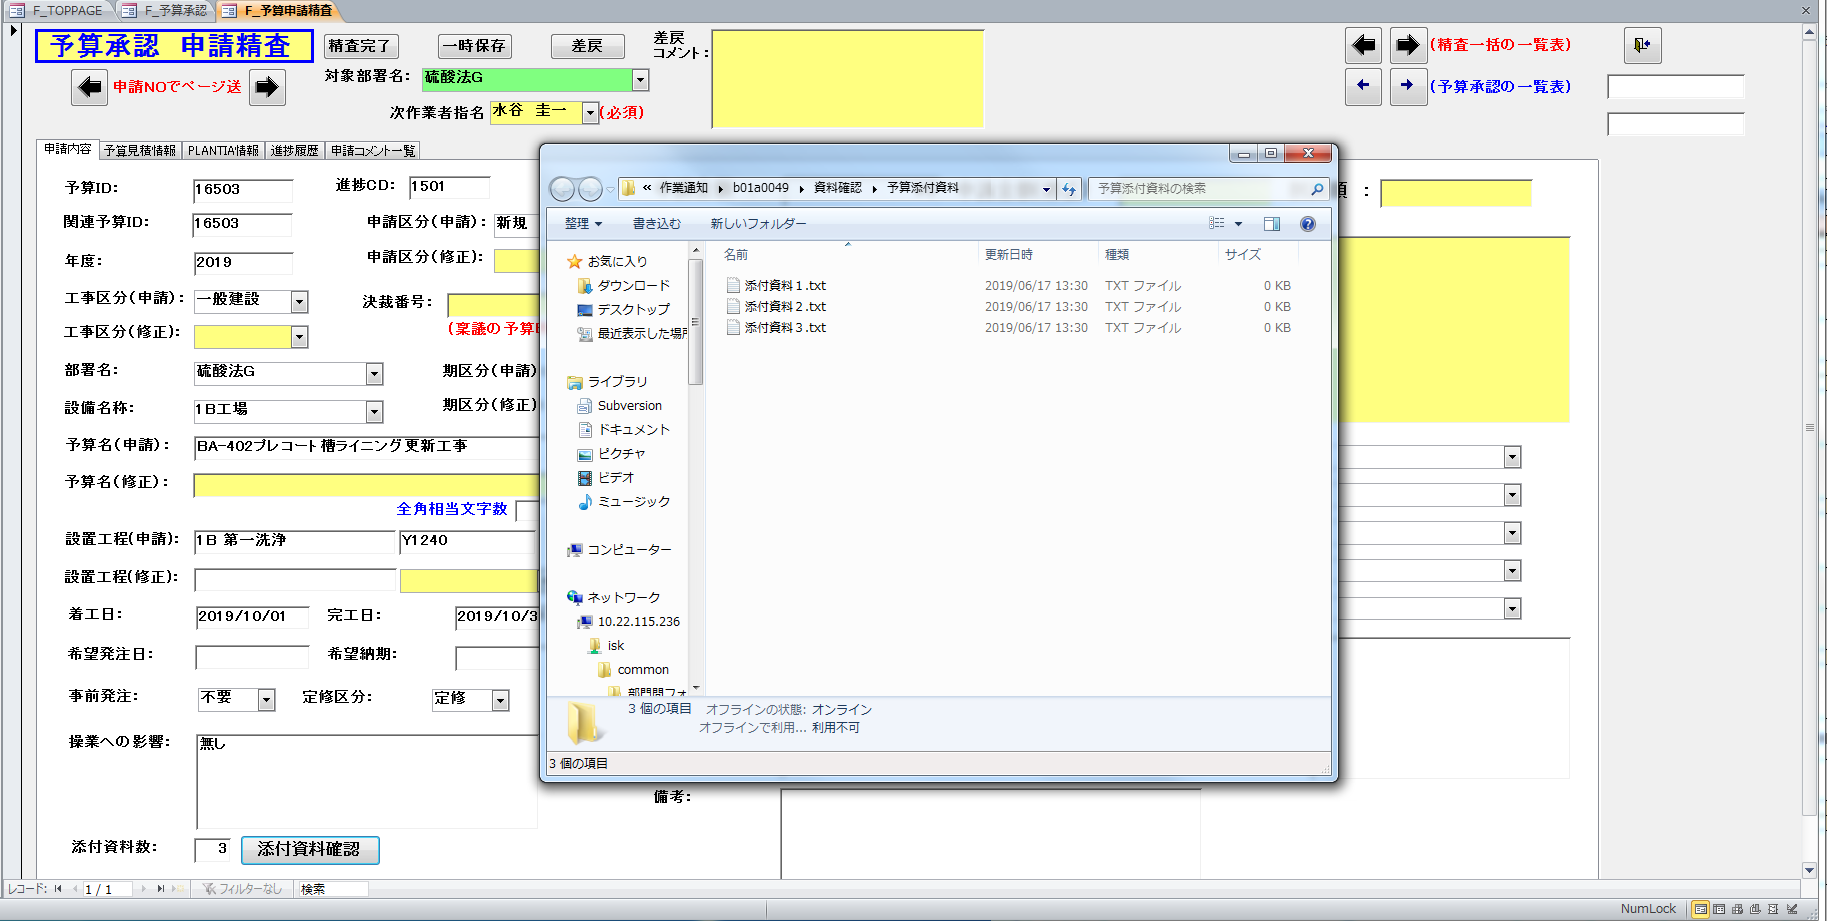 F_TOPPAGE
F_予算承認
F_予算申請精査
予算承認　申請精査
精査完了
一時保存
差戻
差戻
コメント：
(精査一括の一覧表)
申請NOでページ送
対象部署名：
硫酸法G
(予算承認の一覧表)
次作業者指名
水谷　圭一
(必須)
申請内容
予算見積情報
PLANTIA情報
進捗履歴
申請コメント一覧
予算ID：
16503
進捗CD：
1501
関連予算ID：
16503
申請区分(申請)：
新規
年度：
2019
申請区分(修正)：
工事区分(申請)：
一般建設
決裁番号：
工事区分(修正)：
(稟議の予算
部署名：
硫酸法G
期区分(申請)
設備名称：
1B工場
期区分(修正)
予算名(申請)：
BA-402プレコート槽ライニング更新工事
予算名(修正)：
全角相当文字数
設置工程(申請)：
1B 第一洗浄
Y1240
設置工程(修正)：
着工日：
2019/10/01
完工日：
2019/10/3
希望発注日：
希望納期：
事前発注：
不要
定修区分：
定修
操業への影響：
無し
備考：
添付資料数：
3
添付資料確認
レコード:
1 / 1
フィルターなし
検索
NumLock
« 作業通知 ▸ b01a0049 ▸ 資料確認 ▸ 予算添付資料
予算添付資料の検索
整理
書き込む
新しいフォルダー
名前
更新日時
種類
サイズ
添付資料１.txt
2019/06/17 13:30
TXT ファイル
0 KB
添付資料２.txt
2019/06/17 13:30
TXT ファイル
0 KB
添付資料３.txt
2019/06/17 13:30
TXT ファイル
0 KB
お気に入り
ダウンロード
デスクトップ
最近表示した場所
ライブラリ
Subversion
ドキュメント
ピクチャ
ビデオ
ミュージック
コンピューター
ネットワーク
10.22.115.236
isk
common
部門間フォ
3 個の項目
オフラインの状態: オンライン
オフラインで利用... 利用不可
3 個の項目